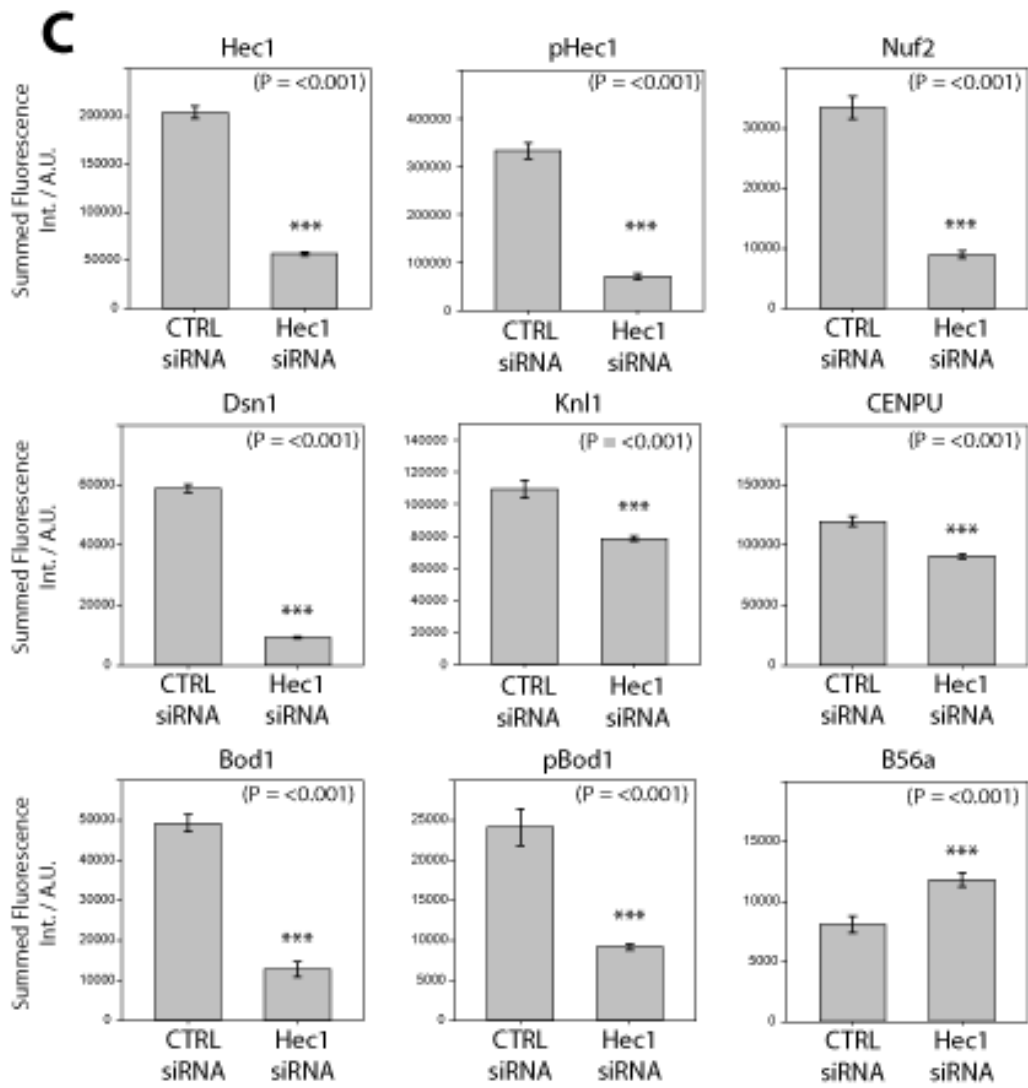 C
Hec1
pHec1
Nuf2
(P = <0.001)
(P = <0.001)
(P = <0.001)
Summed Fluorescence
Int. / A.U.
200000
150000
100000
50000
0
***
CTRL
siRNA
Hec1
siRNA
400000
300000
200000
100000
0
***
CTRL
siRNA
Hec1
siRNA
30000
20000
10000
0
***
CTRL
siRNA
Hec1
siRNA
Dsn1
Knl1
CENPU
(P = <0.001)
(P = <0.001)
(P = <0.001)
Summed Fluorescence
Int. / A.U.
60000
40000
20000
0
***
CTRL
siRNA
Hec1
siRNA
140000
120000
100000
80000
60000
40000
20000
0
***
CTRL
siRNA
Hec1
siRNA
150000
100000
50000
0
***
CTRL
siRNA
Hec1
siRNA
Bod1
pBod1
B56a
(P = <0.001)
(P = <0.001)
(P = <0.001)
Summed Fluorescence
Int. / A.U.
50000
40000
30000
20000
10000
0
***
CTRL
siRNA
Hec1
siRNA
25000
20000
15000
10000
5000
0
***
CTRL
siRNA
Hec1
siRNA
15000
10000
5000
0
***
CTRL
siRNA
Hec1
siRNA